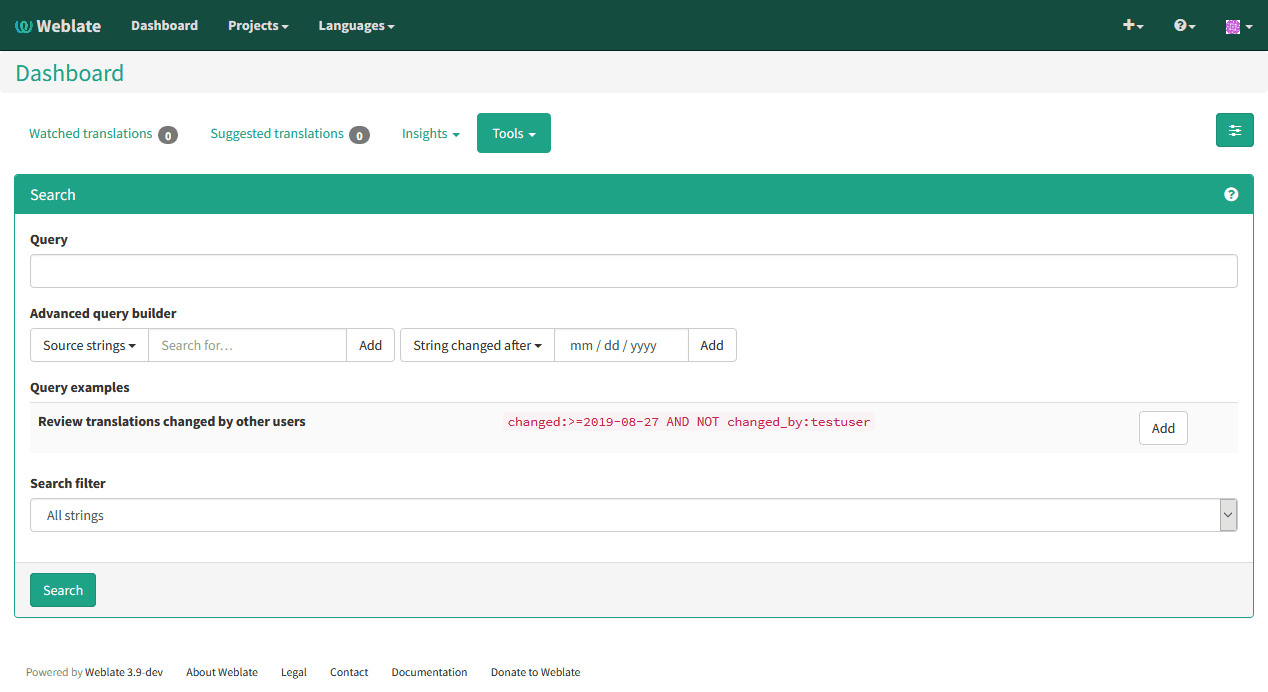 Weblate Dashboard Projects Languages
Dashboard
Watched translations 0 Suggested translations 0 Insights Tools
Search
Query
Advanced query builder
Source strings Search for… Add String changed after mm / dd / yyyy Add
Query examples
Review translations changed by other users changed:>=2019-08-27 AND NOT changed_by:testuser Add
Search filter
All strings
Search
Powered by Weblate 3.9-dev About Weblate Legal Contact Documentation Donate to Weblate